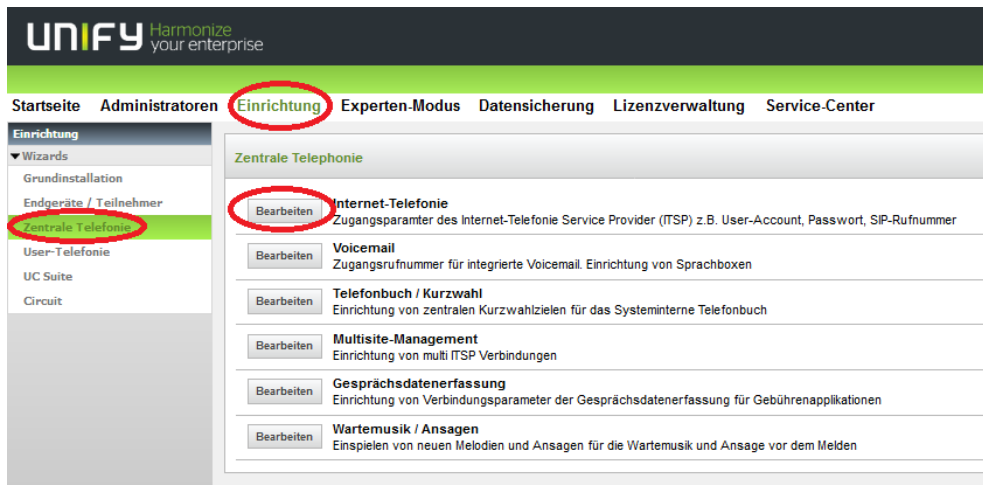 UNIFY Harmonize
your enterprise
Startseite Administratoren Einrichtung Experten-Modus Datensicherung Lizenzverwaltung Service-Center
Einrichtung
Wizards
Grundinstallation
Endgeräte / Teilnehmer
Zentrale Telefonie
User-Telefonie
UC Suite
Circuit
Zentrale Telephonie
Bearbeiten
Internet-Telefonie
Zugangsparamter des Internet-Telefonie Service Provider (ITSP) z.B. User-Account, Passwort, SIP-Rufnummer
Bearbeiten
Voicemail
Zugangsrufnummer für integrierte Voicemail. Einrichtung von Sprachboxen
Bearbeiten
Telefonbuch / Kurzwahl
Einrichtung von zentralen Kurzwahlzielen für das Systeminterne Telefonbuch
Bearbeiten
Multisite-Management
Einrichtung von multi ITSP Verbindungen
Bearbeiten
Gesprächsdatenerfassung
Einrichtung von Verbindungsparameter der Gesprächsdatenerfassung für Gebührenapplikationen
Bearbeiten
Wartemusik / Ansagen
Einspielen von neuen Melodien und Ansagen für die Wartemusik und Ansage vor dem Melden